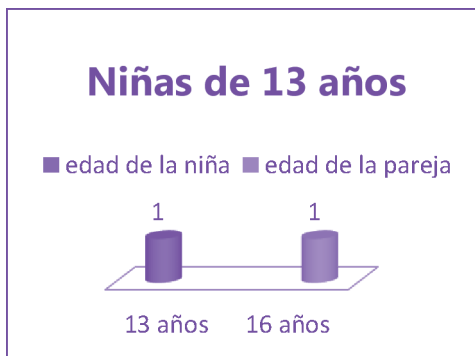 Niñas de 13 años
edad de la niña edad de la pareja
1 1
13 años 16 años